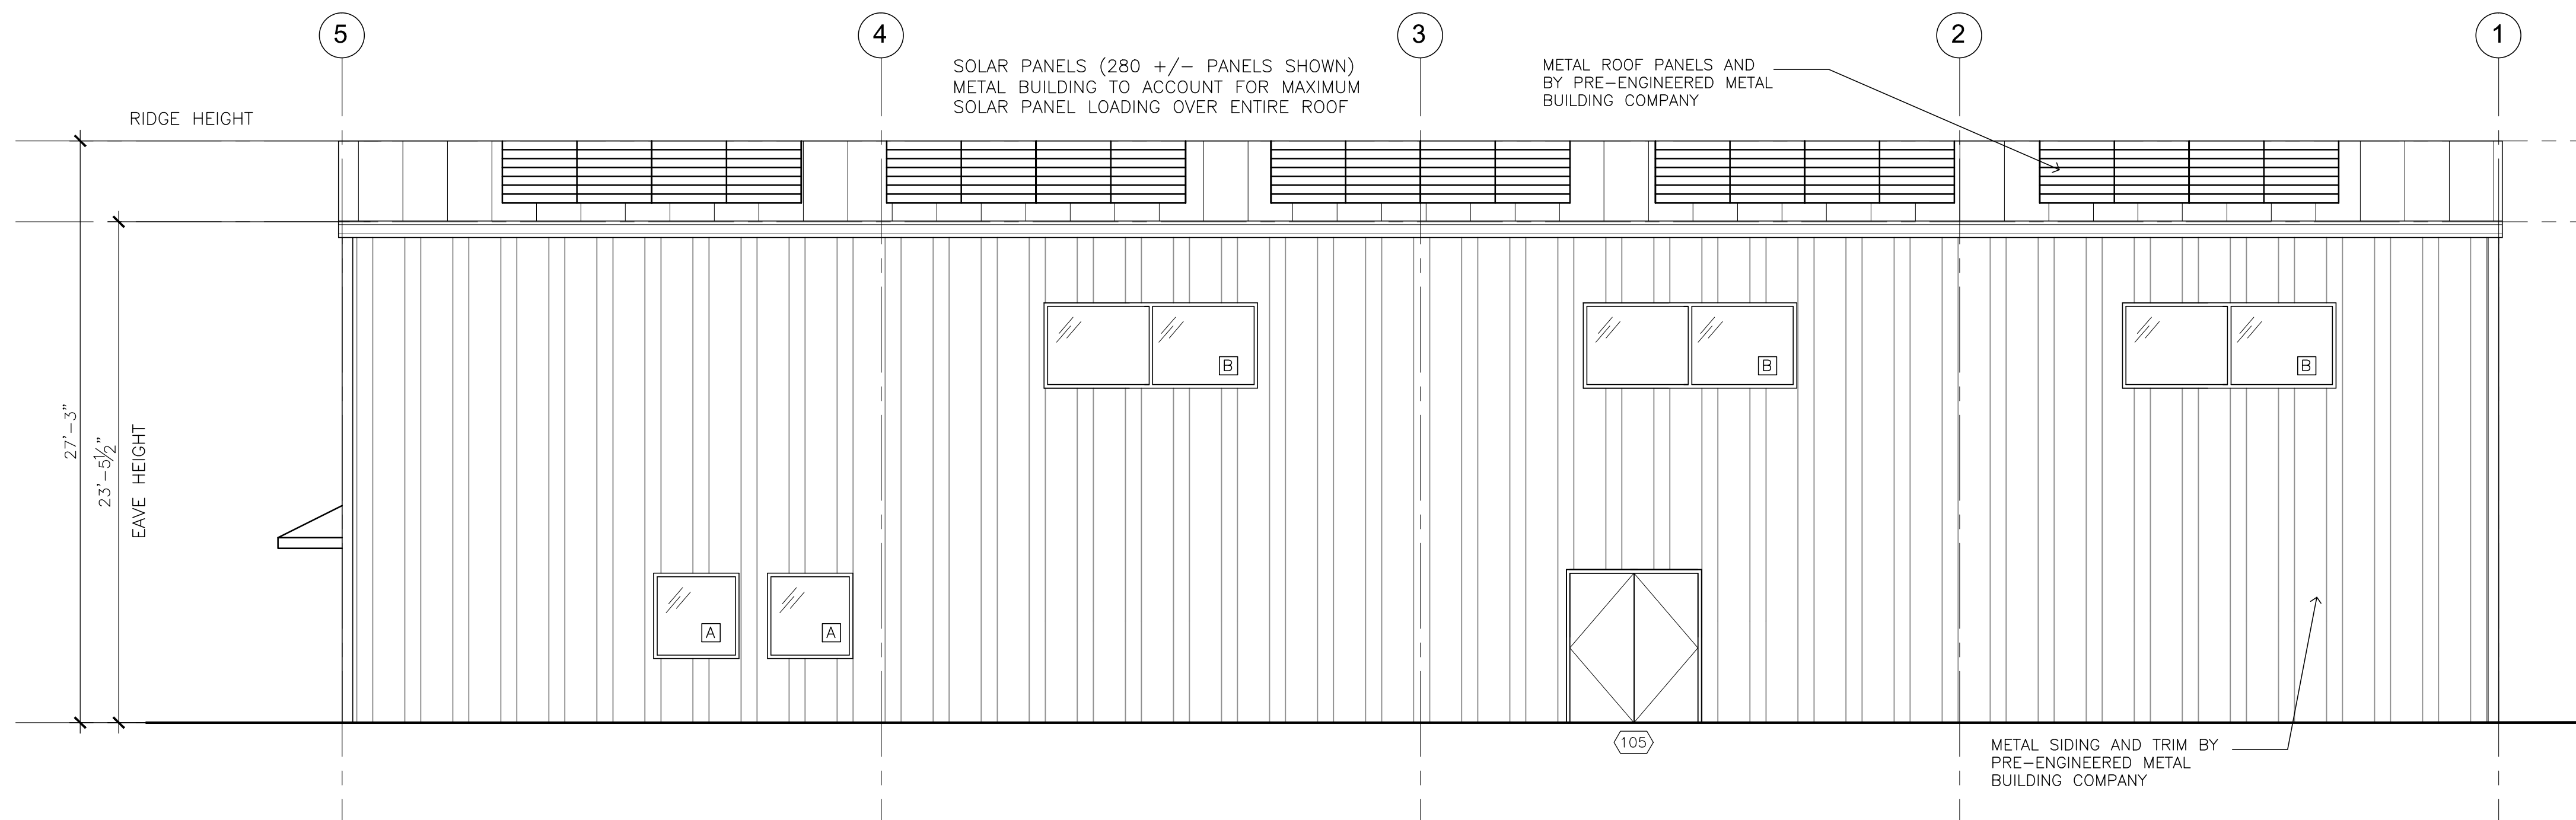 5
4
3
2
1
SOLAR PANELS (280 +/- PANELS SHOWN)
METAL BUILDING TO ACCOUNT FOR MAXIMUM
SOLAR PANEL LOADING OVER ENTIRE ROOF
METAL ROOF PANELS AND
BY PRE-ENGINEERED METAL
BUILDING COMPANY
RIDGE HEIGHT
27'-3"
23'-5½"
EAVE HEIGHT
B
B
B
A
A
105
METAL SIDING AND TRIM BY
PRE-ENGINEERED METAL
BUILDING COMPANY